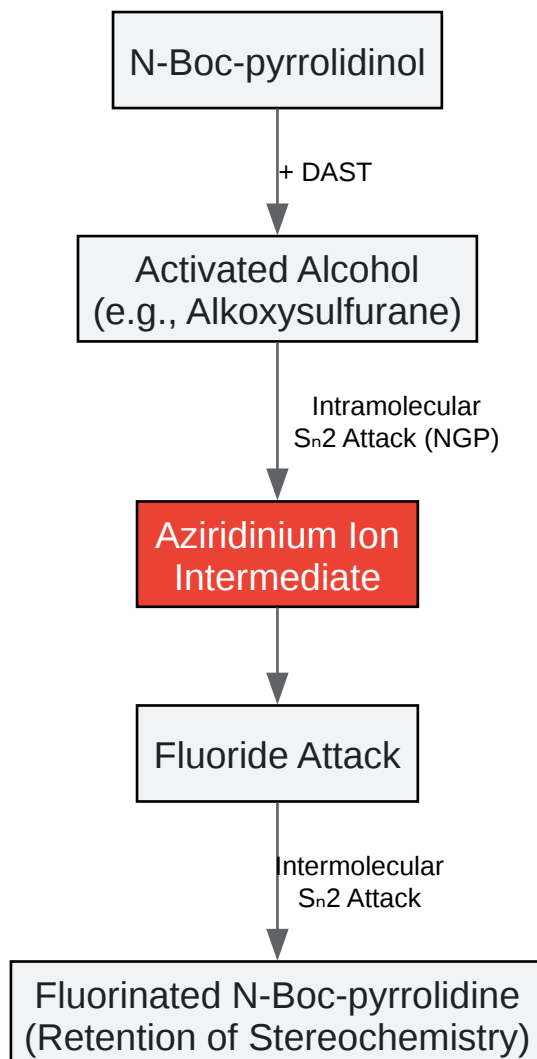 N-Boc-pyrrolidinol
+ DAST
Activated Alcohol
(e.g., Alkoxysulfurane)
Intramolecular
Sₙ2 Attack (NGP)
Aziridinium Ion
Intermediate
Fluoride Attack
Intermolecular
Sₙ2 Attack
Fluorinated N-Boc-pyrrolidine
(Retention of Stereochemistry)